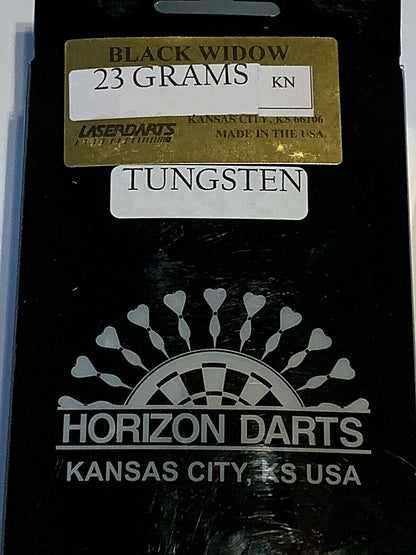 BLACK WIDOW
23 GRAMS KN
LASERDARTS
KANSAS CITY, KS 66106
MADE IN THE USA
TUNGSTEN
HORIZON DARTS
KANSAS CITY, KS USA